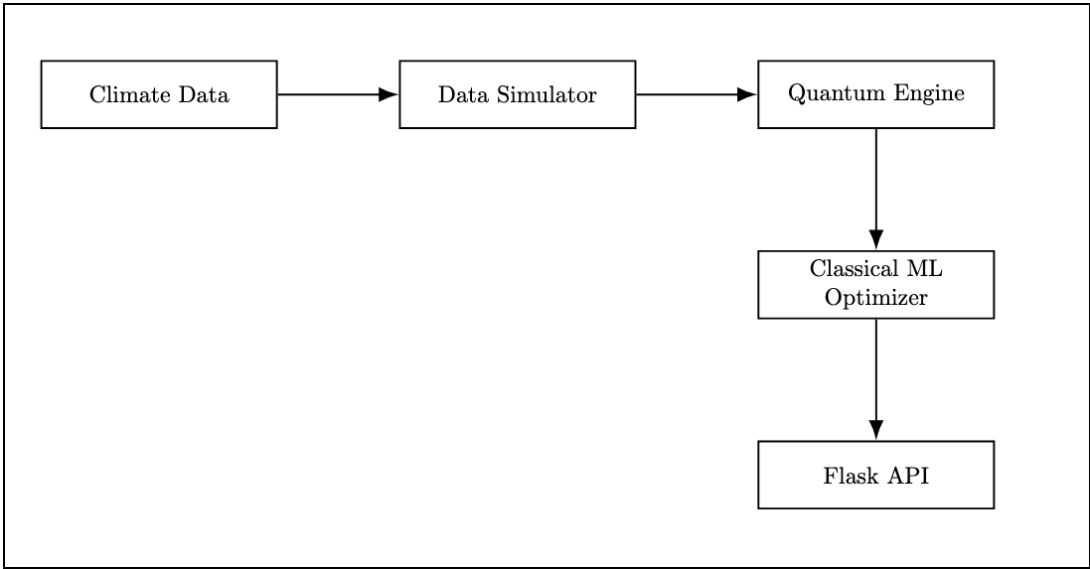 Climate Data
Data Simulator
Quantum Engine
Classical ML
Optimizer
Flask API